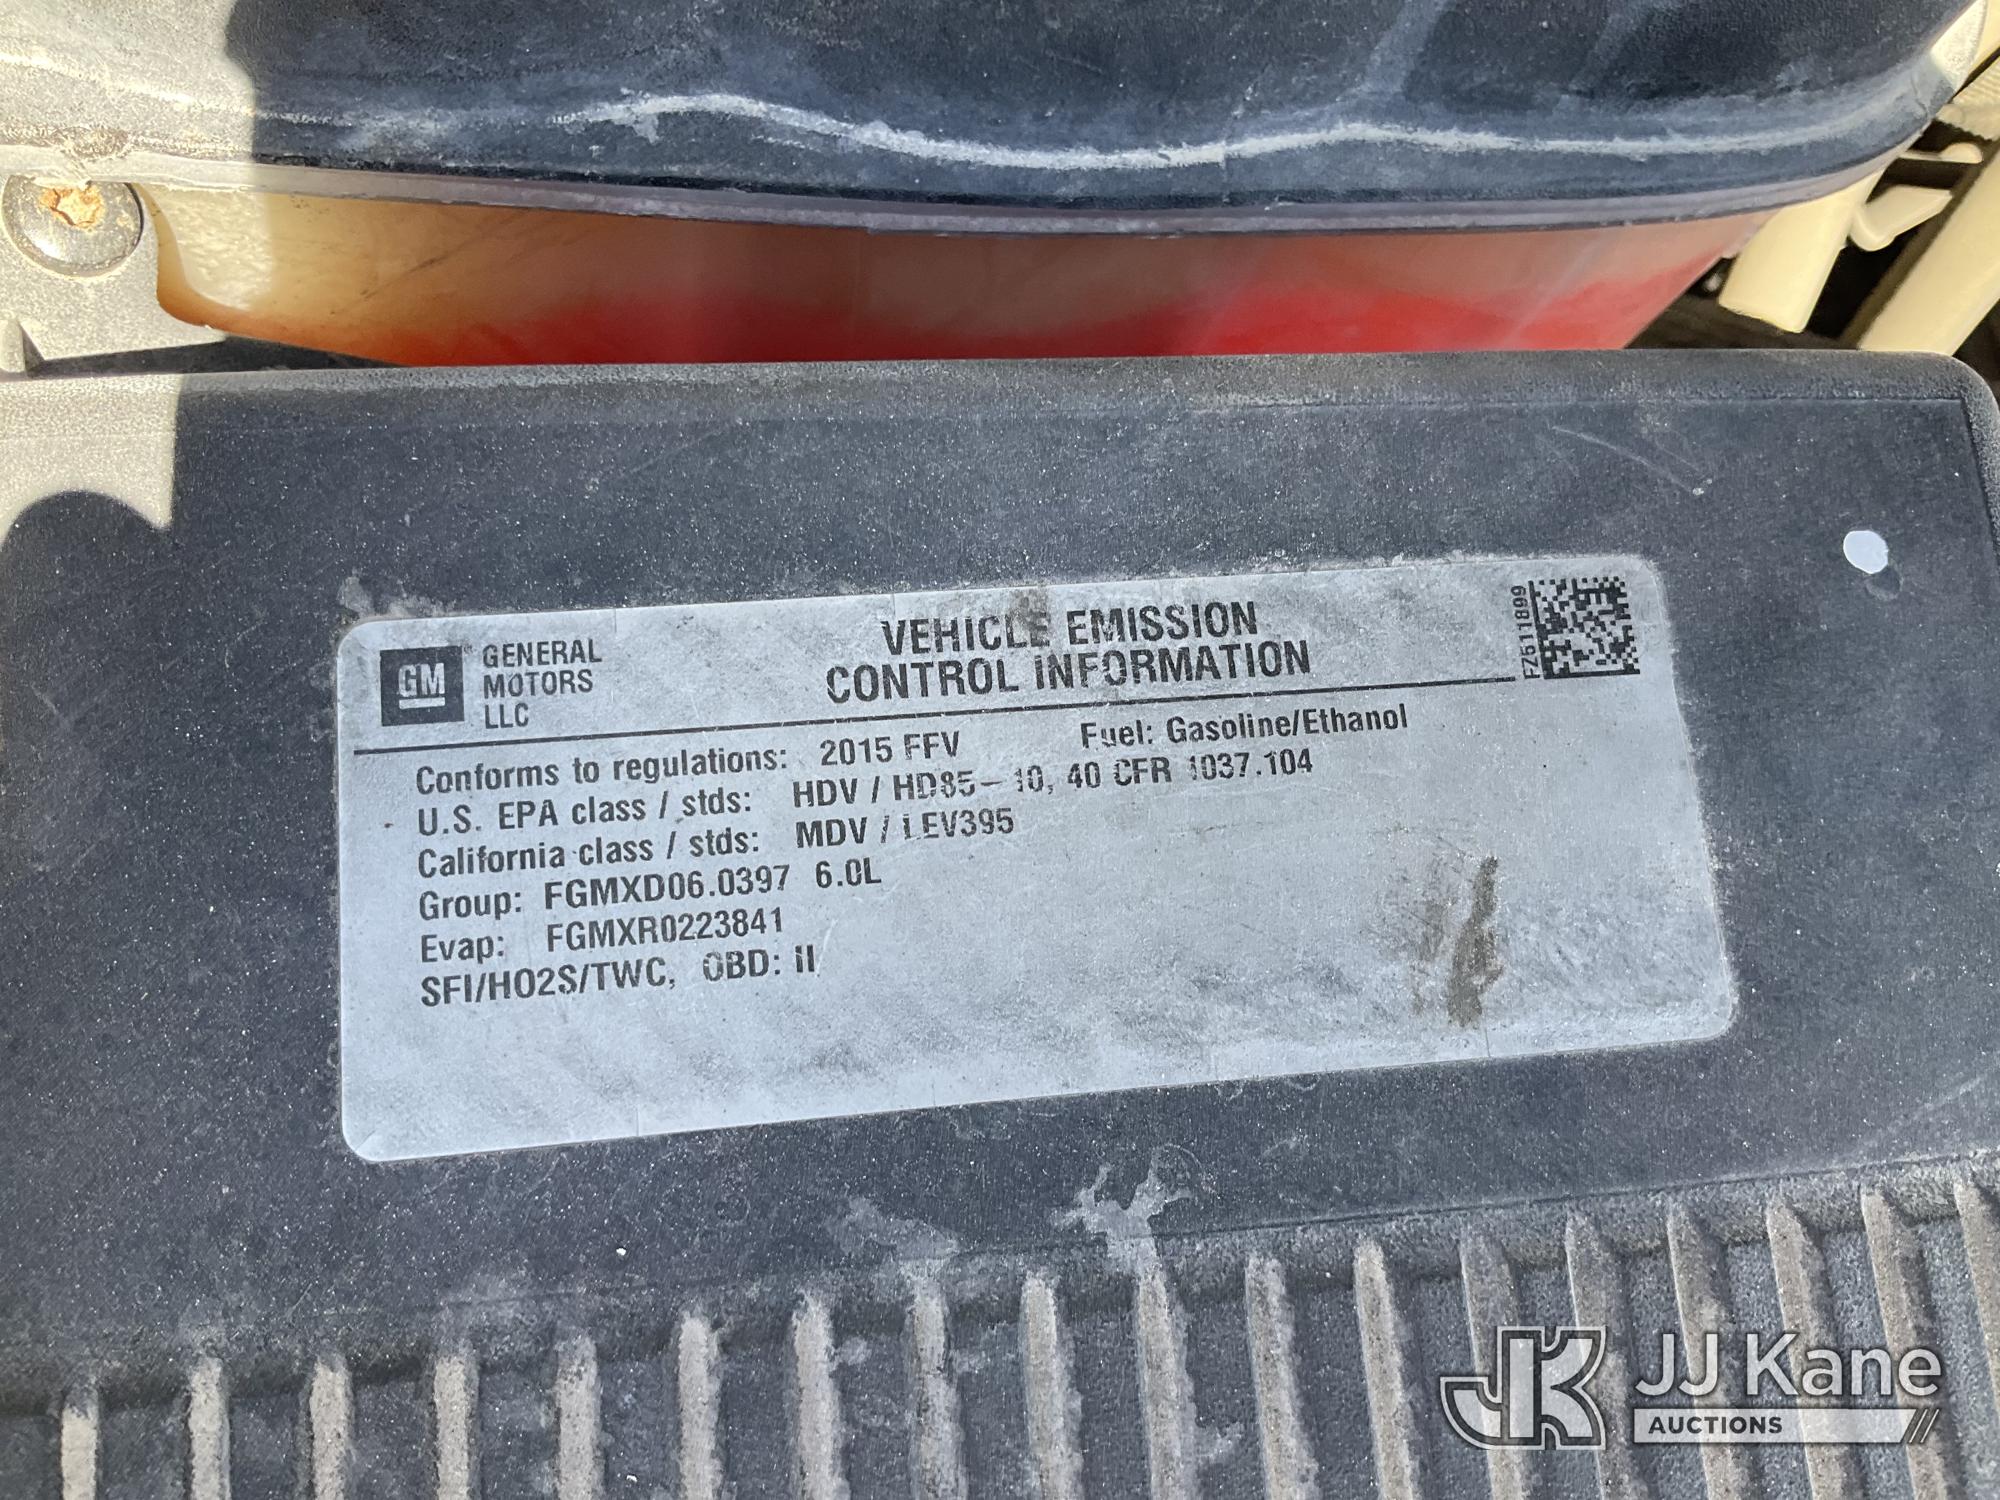 GM GENERAL MOTORS LLC
VEHICLE EMISSION
CONTROL INFORMATION
FZ511899
Conforms to regulations: 2015 FFV Fuel: Gasoline/Ethanol
U.S. EPA class / stds: HDV / HD85-10, 40 CFR 1037.104
California class / stds: MDV / LEV395
Group: FGMXD06.0397 6.0L
Evap: FGMXR0223841
SFI/HO2S/TWC, OBD: II
JK JJ Kane
AUCTIONS